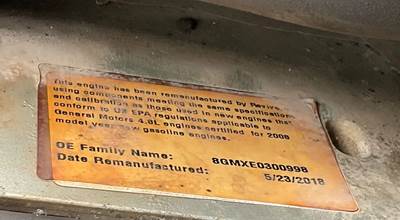 This engine has been remanufactured by Revive
using components meeting the same specifications
and calibration as those used in new engines that
conform to US EPA regulations applicable to
General Motors 4.8L engines certified for 2008
model year gasoline engines.
OE Family Name: 8GMXE0300998
Date Remanufactured: 5/23/2018